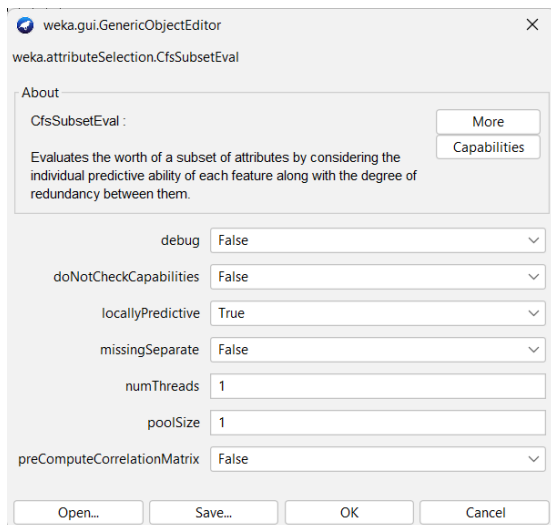 weka.gui.GenericObjectEditor
weka.attributeSelection.CfsSubsetEval
About
CfsSubsetEval :
More
Capabilities
Evaluates the worth of a subset of attributes by considering the
individual predictive ability of each feature along with the degree of
redundancy between them.
debug False
doNotCheckCapabilities False
locallyPredictive True
missingSeparate False
numThreads 1
poolSize 1
preComputeCorrelationMatrix False
Open... Save... OK Cancel